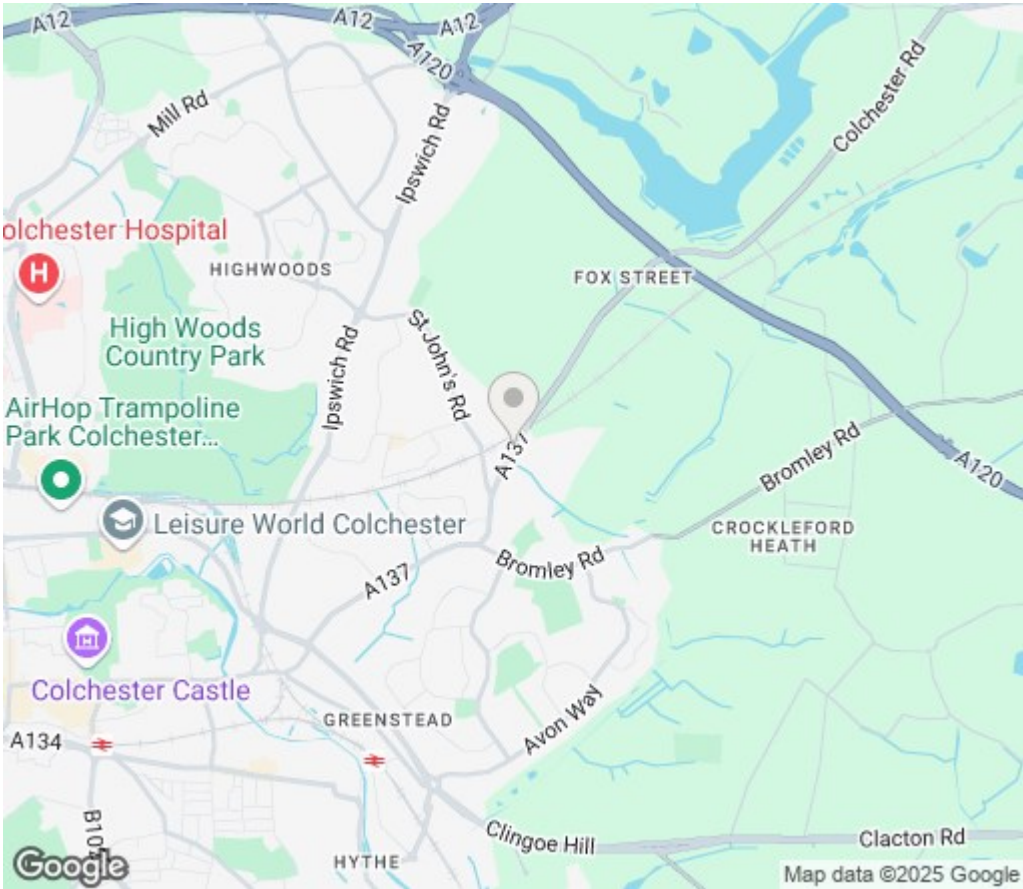 A12
A12
A12
A120
Mill Rd
Ipswich Rd
Colchester Rd
olchester Hospital
H
HIGHWOODS
FOX STREET
High Woods
Country Park
St John's Rd
Ipswich Rd
AirHop Trampoline
Park Colchester...
A137
Bromley Rd
A120
Leisure World Colchester
CROCKLEFORD
HEATH
Bromley Rd
A137
Colchester Castle
GREENSTEAD
Avon Way
A134
Clingoe Hill
Clacton Rd
HYTHE
Google
Map data ©2025 Google